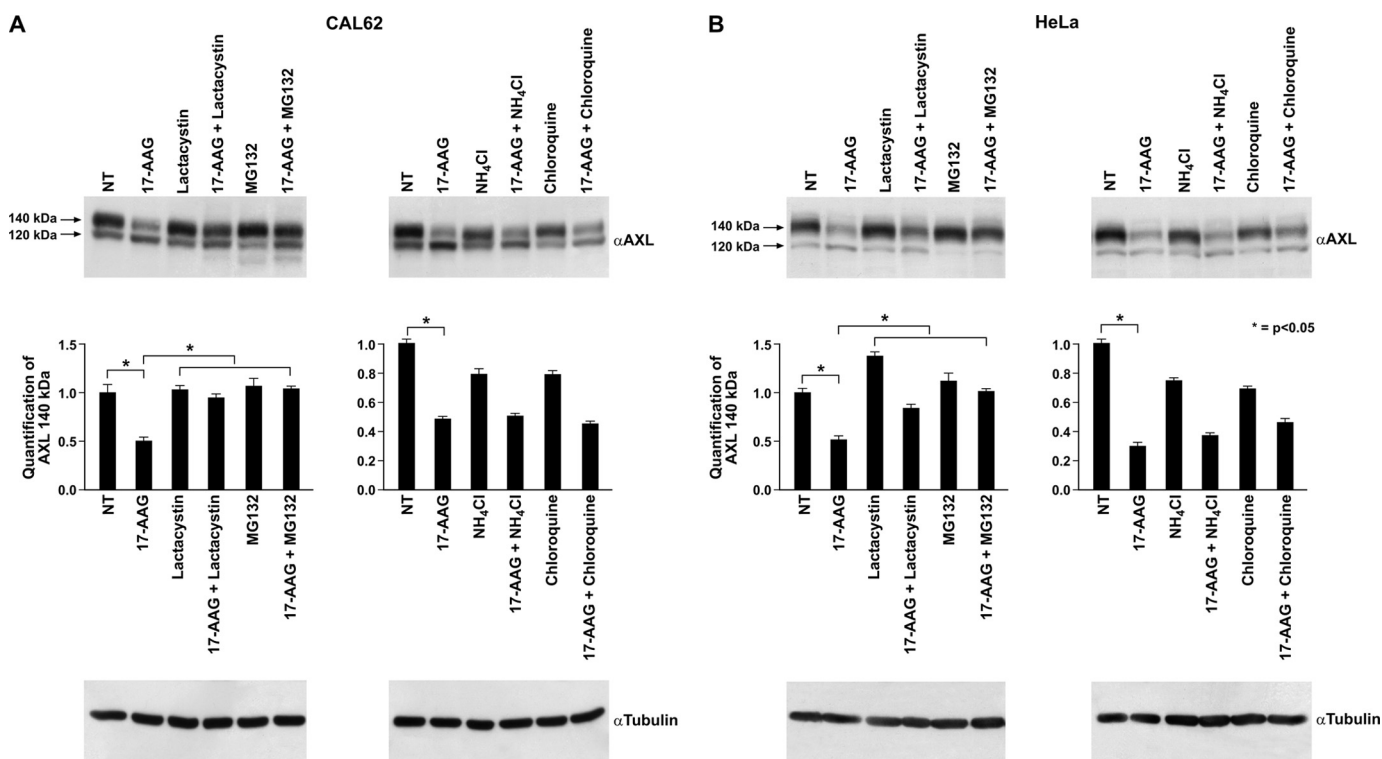 A
CAL62
NT
17-AAG
Lactacystin
17-AAG + Lactacystin
MG132
17-AAG + MG132
NT
17-AAG
NH₄Cl
17-AAG + NH₄Cl
Chloroquine
17-AAG + Chloroquine
140 kDa
120 kDa
αAXL
Quantification of
AXL 140 kDa
1.5
1.0
0.5
0.0
*
*
NT
17-AAG
Lactacystin
17-AAG + Lactacystin
MG132
17-AAG + MG132
1.0
0.8
0.6
0.4
0.2
0.0
*
NT
17-AAG
NH₄Cl
17-AAG + NH₄Cl
Chloroquine
17-AAG + Chloroquine
αTubulin
B
HeLa
NT
17-AAG
Lactacystin
17-AAG + Lactacystin
MG132
17-AAG + MG132
NT
17-AAG
NH₄Cl
17-AAG + NH₄Cl
Chloroquine
17-AAG + Chloroquine
140 kDa
120 kDa
αAXL
Quantification of
AXL 140 kDa
1.5
1.0
0.5
0.0
*
*
NT
17-AAG
Lactacystin
17-AAG + Lactacystin
MG132
17-AAG + MG132
1.0
0.8
0.6
0.4
0.2
0.0
*
* = p<0.05
NT
17-AAG
NH₄Cl
17-AAG + NH₄Cl
Chloroquine
17-AAG + Chloroquine
αTubulin